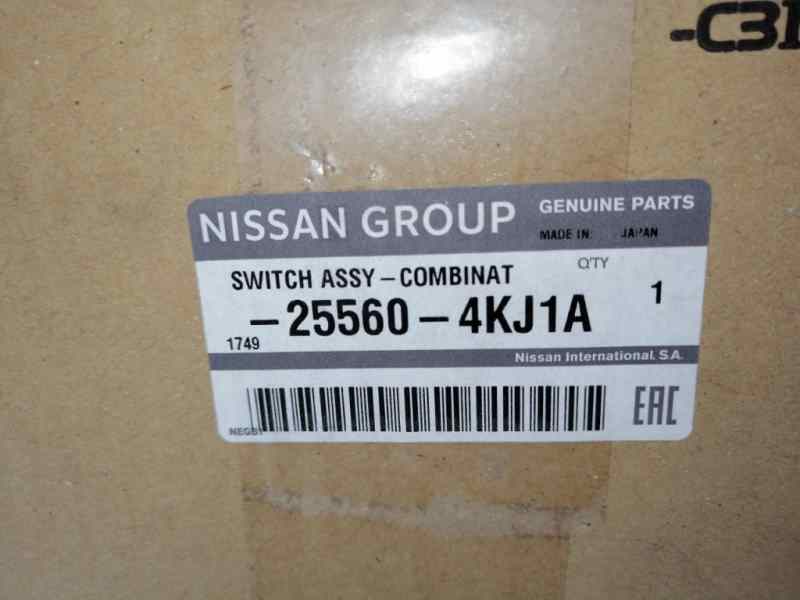 -C31
NISSAN GROUP GENUINE PARTS
MADE IN: JAPAN
SWITCH ASSY-COMBINAT Q'TY
-25560-4KJ1A 1
1749
Nissan International. S.A.
EAC